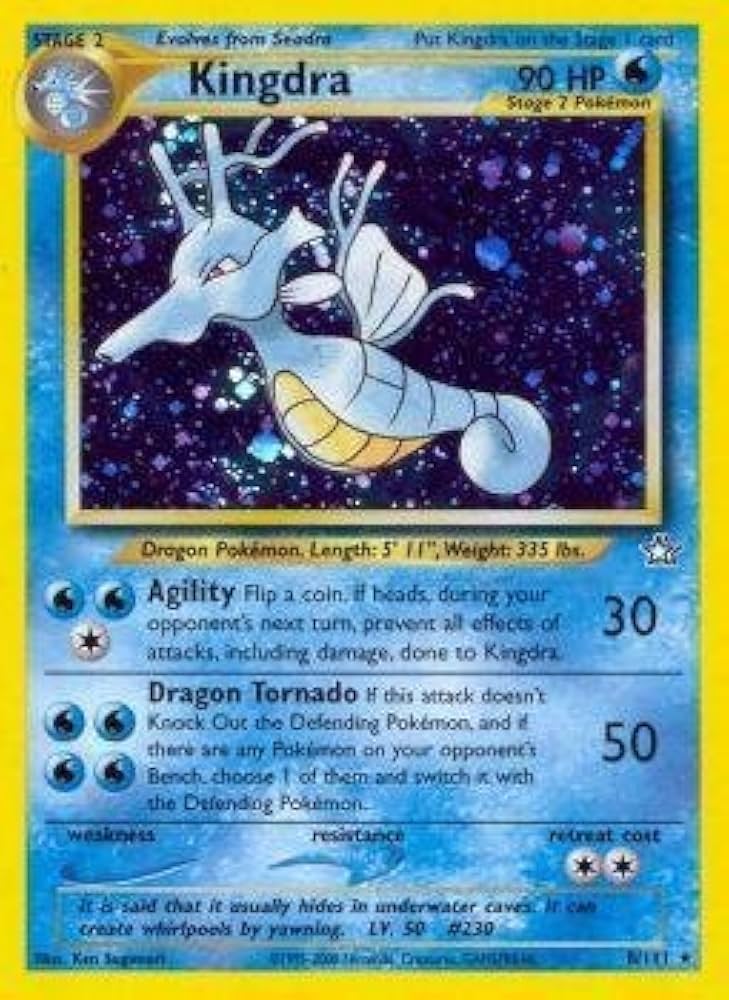 STAGE 2 Evolves from Seadra Put Kingdra on the Stage 1 card
Kingdra 90 HP
Stage 2 Pokémon
Dragon Pokémon. Length: 5' 11", Weight: 335 lbs.
Agility Flip a coin. If heads, during your
opponent's next turn, prevent all effects of
attacks, including damage, done to Kingdra.
30
Dragon Tornado If this attack doesn't
Knock Out the Defending Pokémon, and if
there are any Pokémon on your opponent's
Bench, choose 1 of them and switch it with
the Defending Pokémon.
50
weakness resistance retreat cost
It is said that it usually hides in underwater caves. It can
create whirlpools by yawning. LV. 50 #230
Illus. Ken Sugimori 8/111